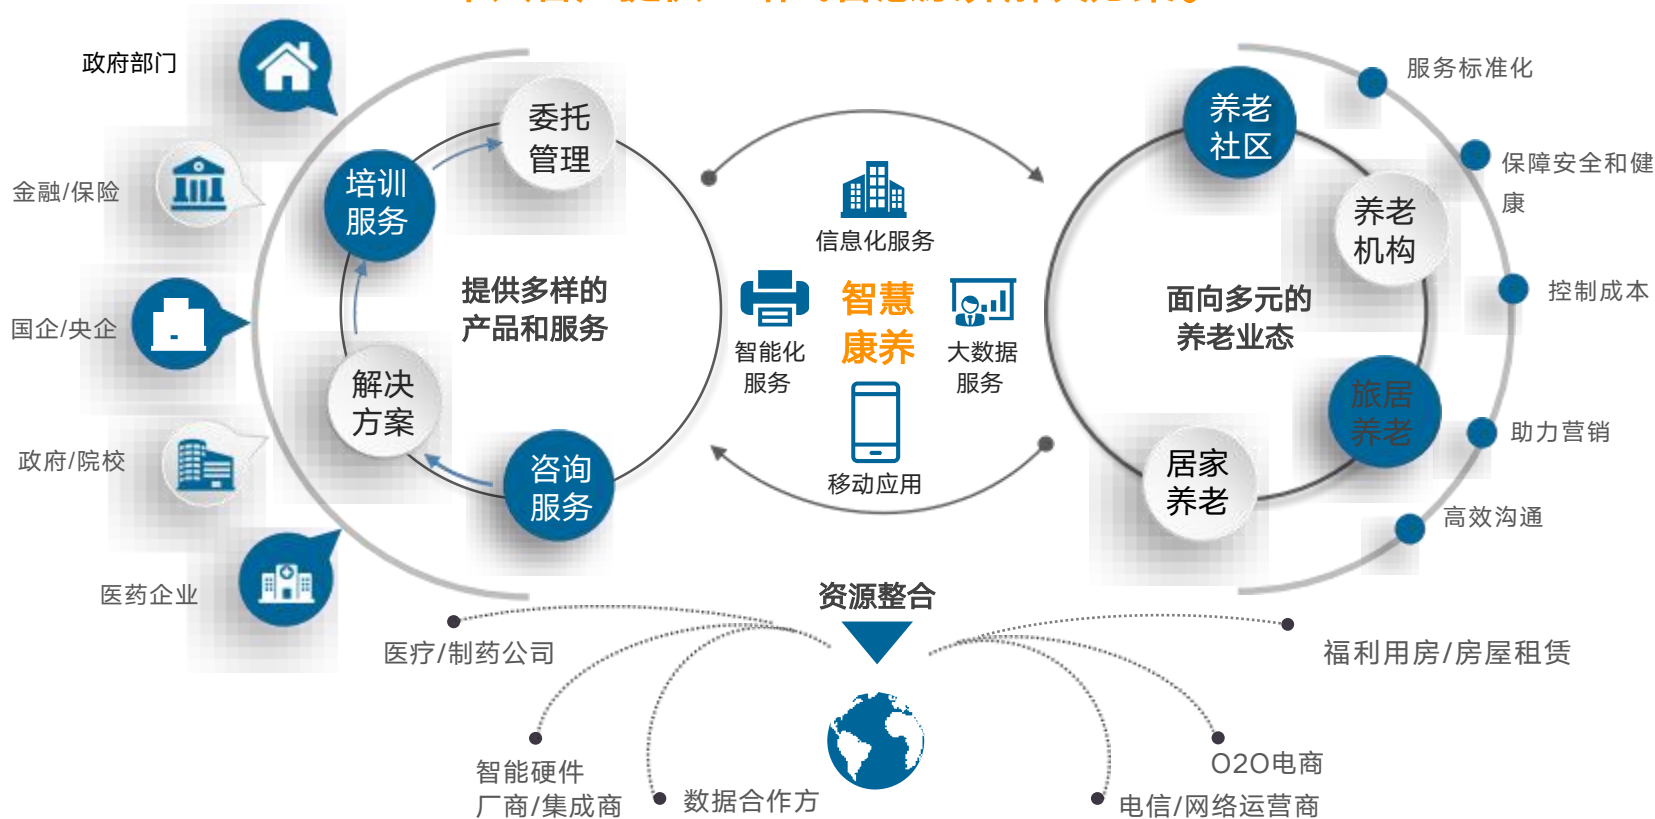 政府部门
金融/保险
国企/央企
政府/院校
医药企业
委托
管理
培训
服务
解决
方案
咨询
服务
提供多样的
产品和服务
信息化服务
智能化
服务
智慧
康养
大数据
服务
移动应用
养老
社区
养老
机构
旅居
养老
居家
养老
面向多元的
养老业态
服务标准化
保障安全和健
康
控制成本
助力营销
高效沟通
资源整合
医疗/制药公司
智能硬件
厂商/集成商
数据合作方
福利用房/房屋租赁
O2O电商
电信/网络运营商